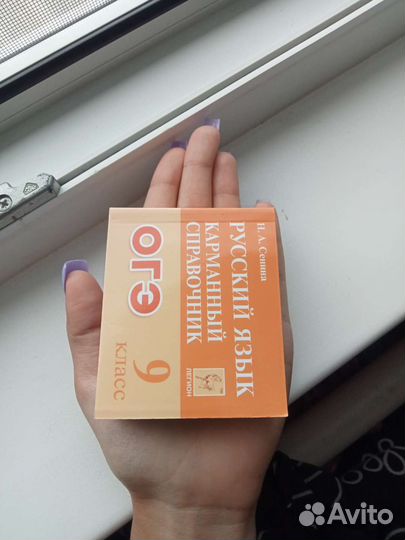 Н. А. Сенина
РУССКИЙ ЯЗЫК
КАРМАННЫЙ
СПРАВОЧНИК
ОГЭ
9
класс
ЛЕГИОН
Avito